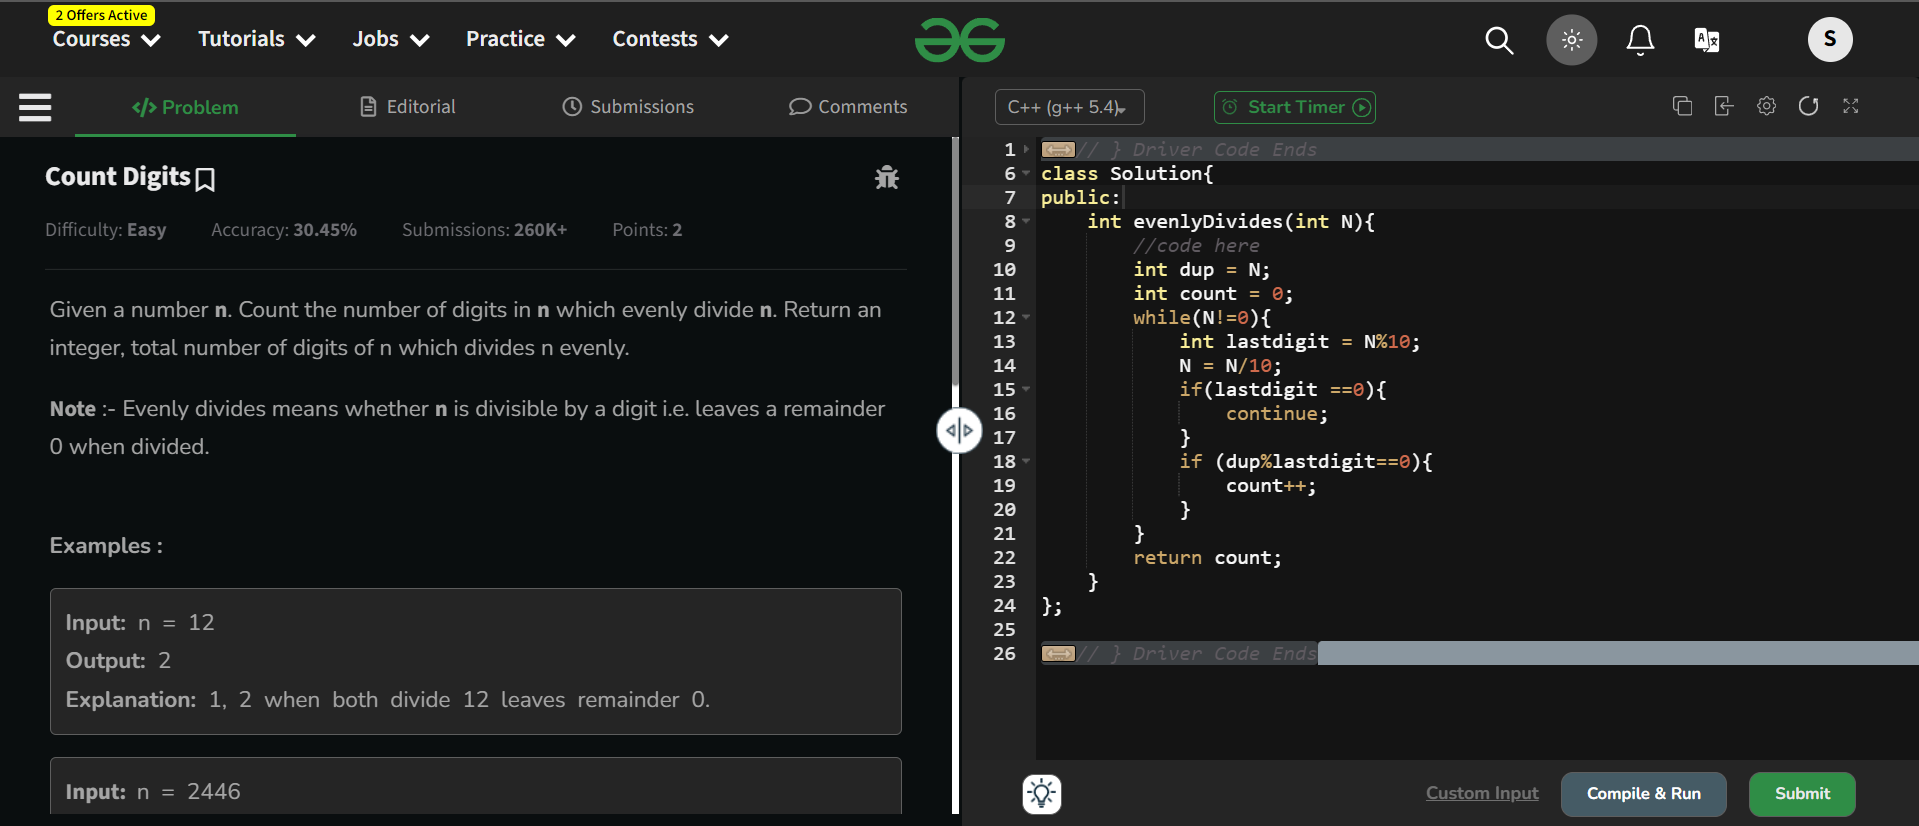 2 Offers Active
Courses Tutorials Jobs Practice Contests S
Problem Editorial Submissions Comments
Count Digits
Difficulty: Easy Accuracy: 30.45% Submissions: 260K+ Points: 2
Given a number n. Count the number of digits in n which evenly divide n. Return an
integer, total number of digits of n which divides n evenly.
Note :- Evenly divides means whether n is divisible by a digit i.e. leaves a remainder
0 when divided.
Examples :
Input: n = 12
Output: 2
Explanation: 1, 2 when both divide 12 leaves remainder 0.
Input: n = 2446
C++ (g++ 5.4) Start Timer
1 // } Driver Code Ends
6 class Solution{
7 public:
8     int evenlyDivides(int N){
9         //code here
10         int dup = N;
11         int count = 0;
12         while(N!=0){
13             int lastdigit = N%10;
14             N = N/10;
15             if(lastdigit ==0){
16                 continue;
17             }
18             if (dup%lastdigit==0){
19                 count++;
20             }
21         }
22         return count;
23     }
24 };
25
26 // } Driver Code Ends
Custom Input Compile & Run Submit